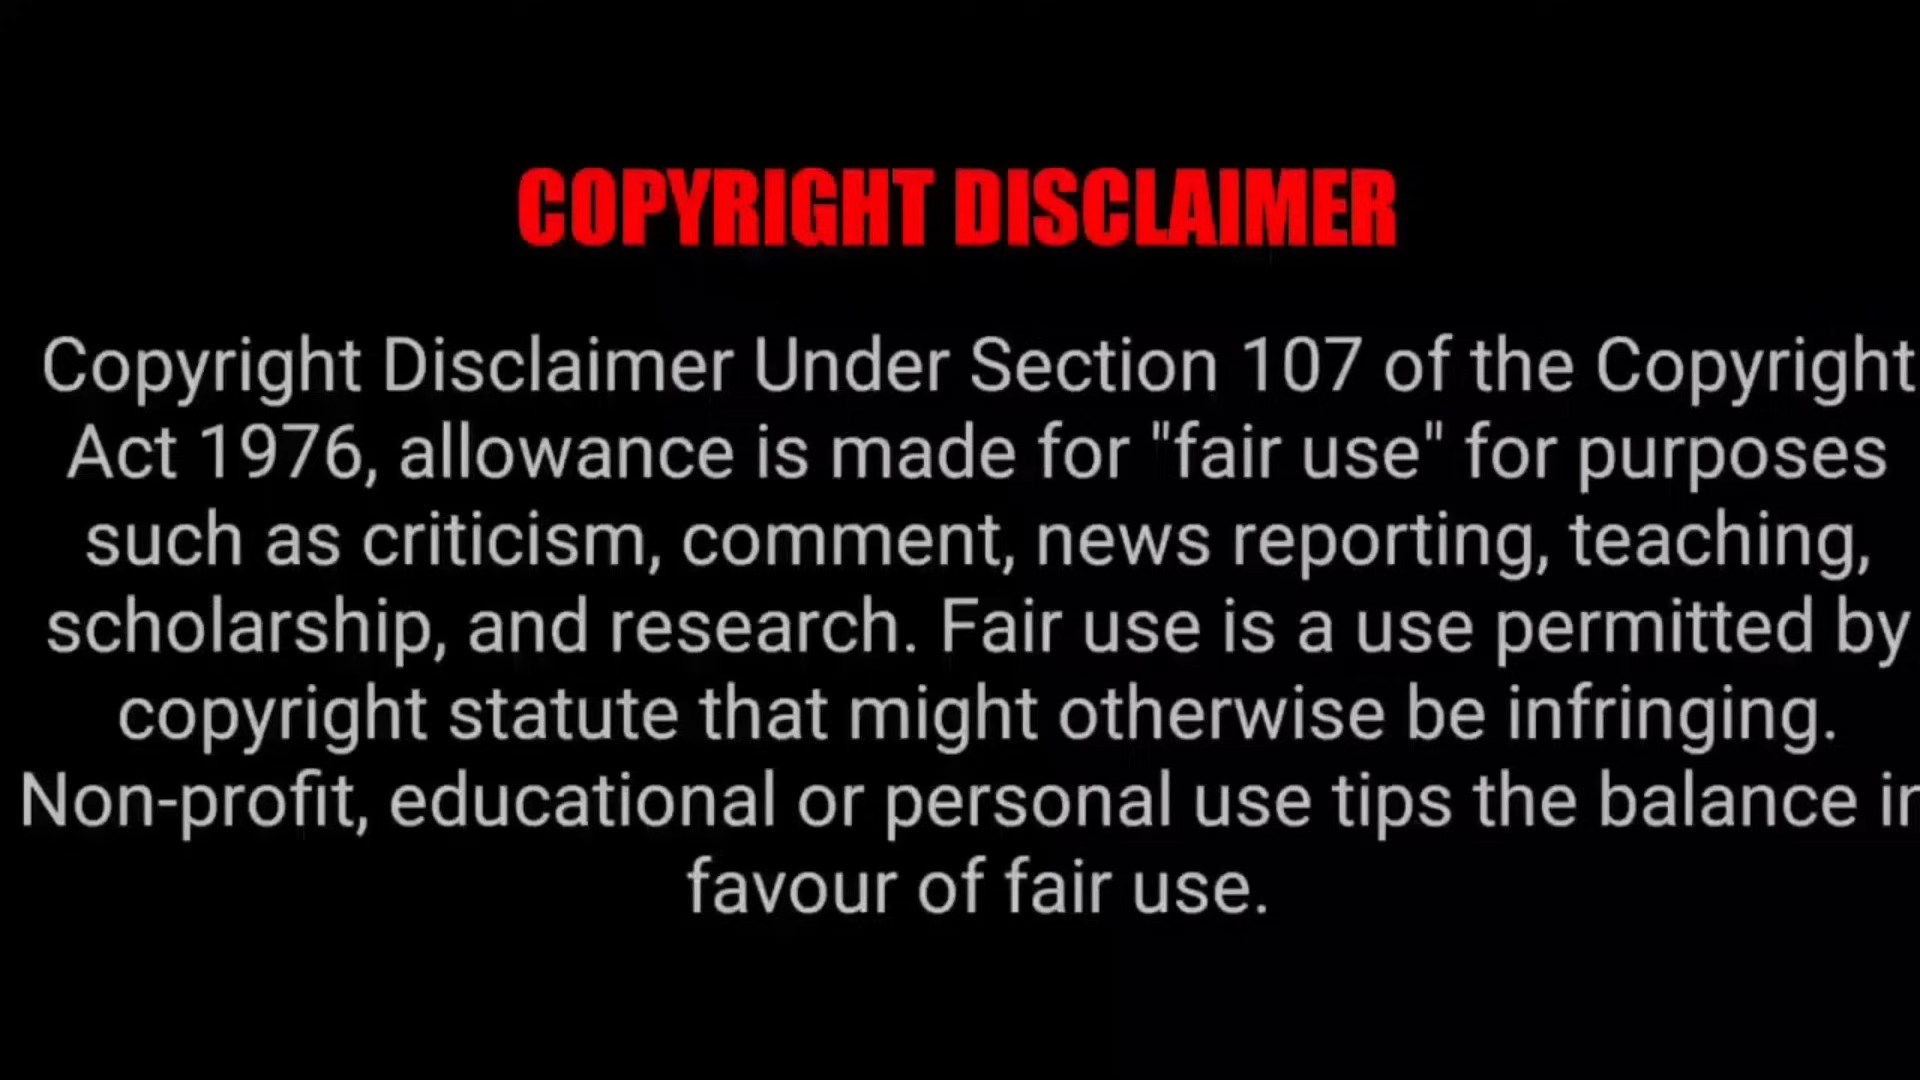 COPYRIGHT DISCLAIMER
Copyright Disclaimer Under Section 107 of the Copyright
Act 1976, allowance is made for "fair use" for purposes
such as criticism, comment, news reporting, teaching,
scholarship, and research. Fair use is a use permitted by
copyright statute that might otherwise be infringing.
Non-profit, educational or personal use tips the balance in
favour of fair use.